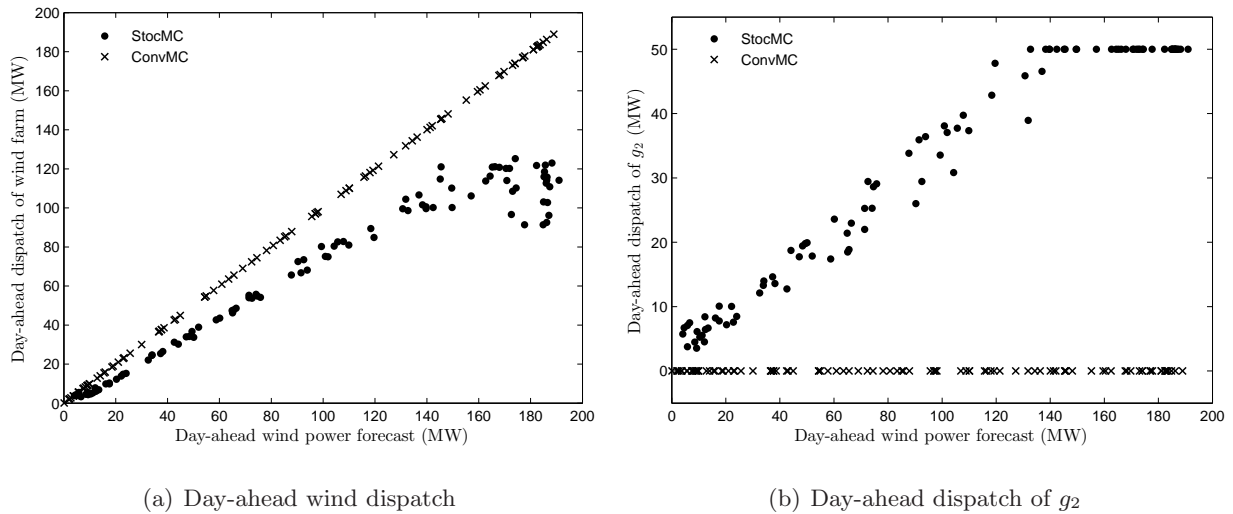 200
180
160
140
120
100
80
60
40
20
0
Day-ahead dispatch of wind farm (MW)
StocMC
ConvMC
0 20 40 60 80 100 120 140 160 180 200
Day-ahead wind power forecast (MW)
(a) Day-ahead wind dispatch
50
40
30
20
10
0
Day-ahead dispatch of g₂ (MW)
StocMC
ConvMC
0 20 40 60 80 100 120 140 160 180 200
Day-ahead wind power forecast (MW)
(b) Day-ahead dispatch of g₂